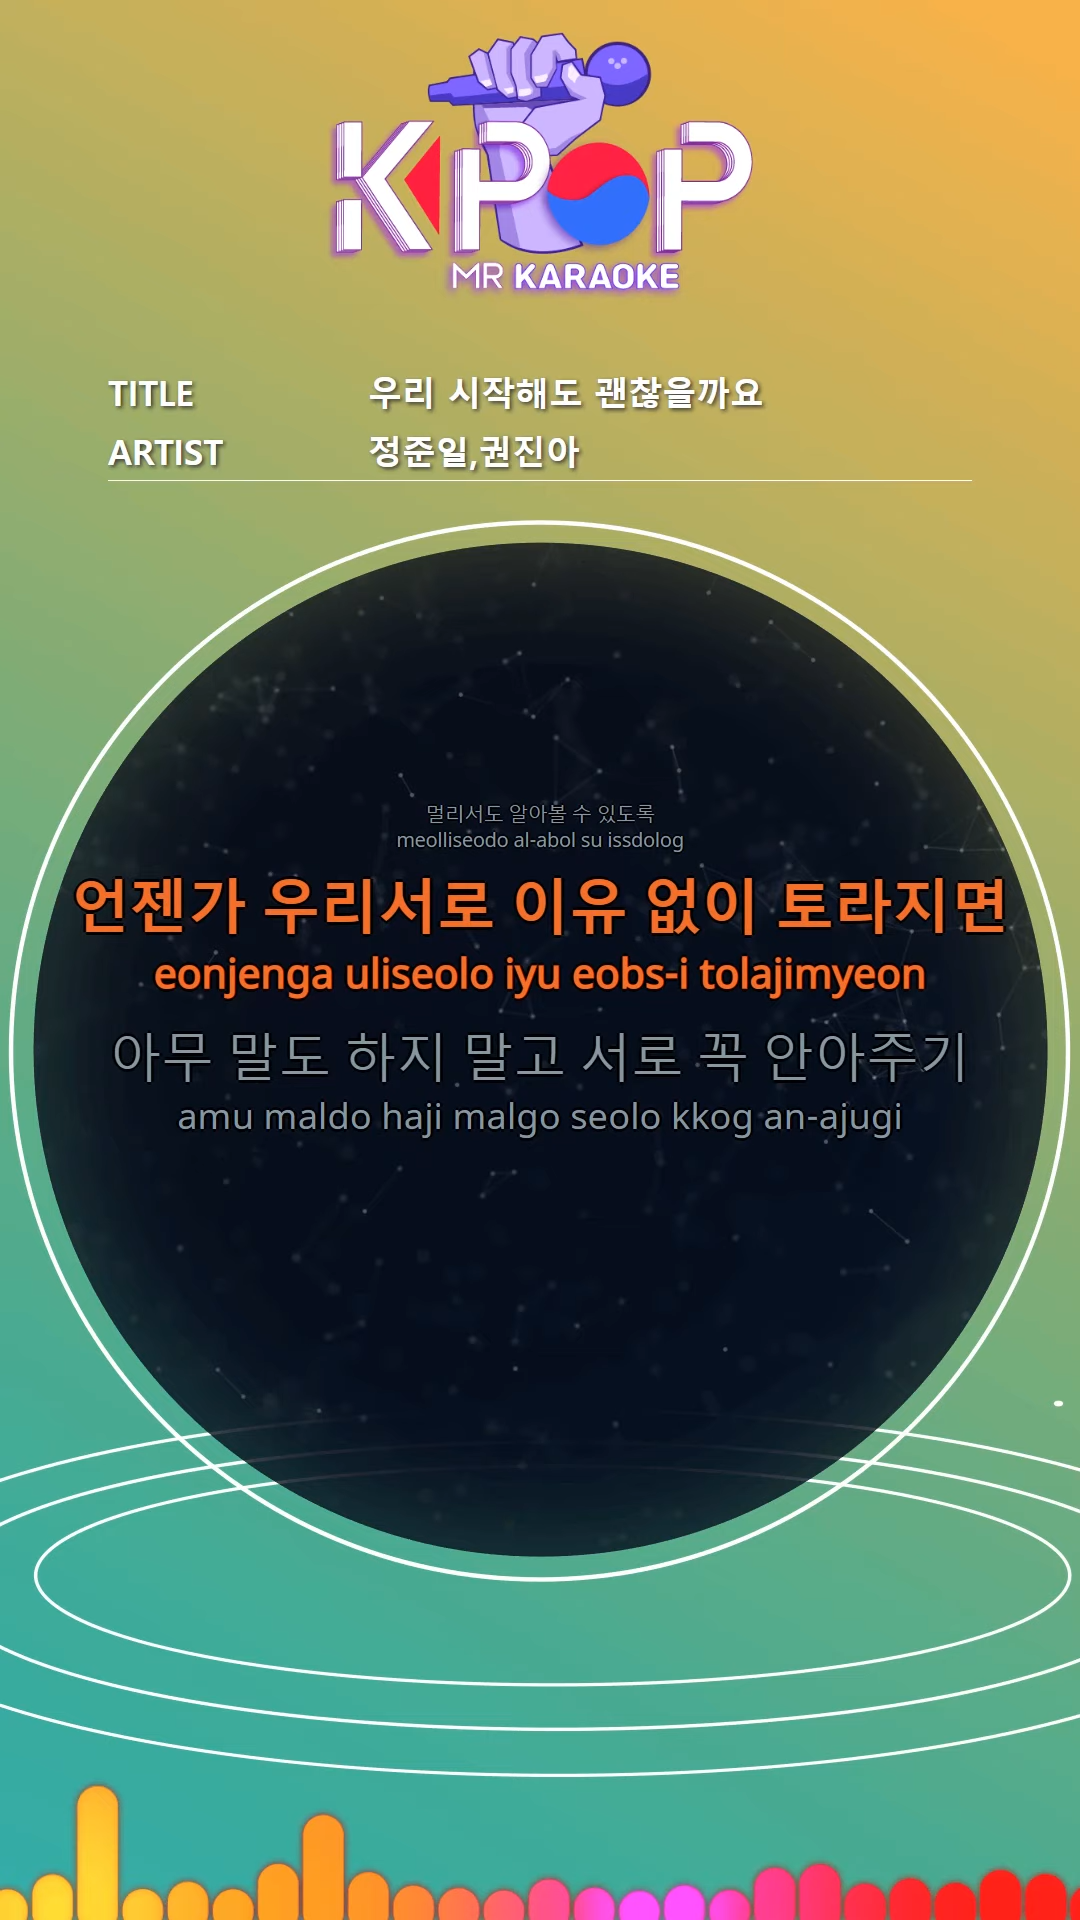 KPOP
MR KARAOKE
TITLE 우리 시작해도 괜찮을까요
ARTIST 정준일,권진아
멀리서도 알아볼 수 있도록
meolliseodo al-abol su issdolog
언젠가 우리서로 이유 없이 토라지면
eonjenga uliseolo iyu eobs-i tolajimyeon
아무 말도 하지 말고 서로 꼭 안아주기
amu maldo haji malgo seolo kkog an-ajugi